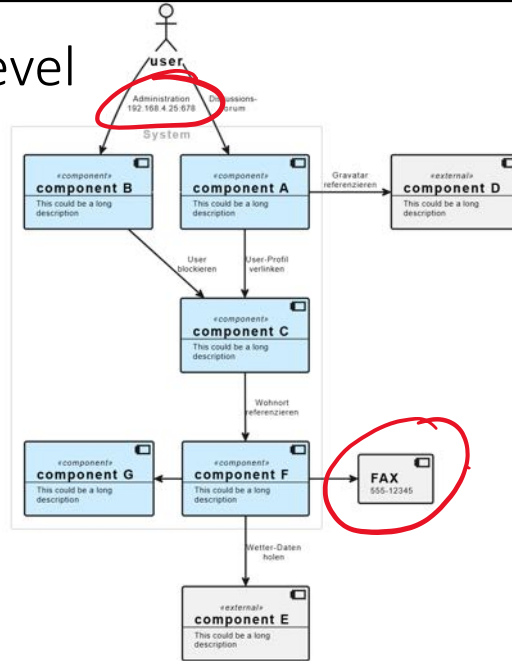 evel
user
Administration
192.168.4.25:678
System
«component»
component B
This could be a long
description
«component»
component A
This could be a long
description
Gravatar
referenzieren
«external»
component D
This could be a long
description
User
blockieren
User-Profil
verlinken
«component»
component C
This could be a long
description
Wohnort
referenzieren
«component»
component G
This could be a long
description
«component»
component F
This could be a long
description
FAX
555-12345
Wetter-Daten
holen
«external»
component E
This could be a long
description